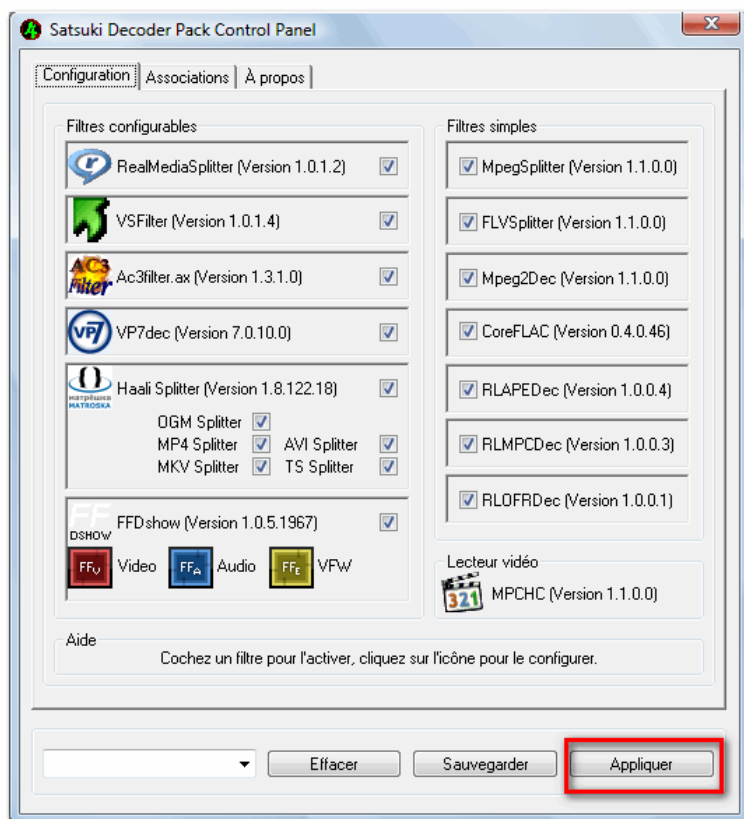 Satsuki Decoder Pack Control Panel
Configuration
Associations
À propos
Filtres configurables
RealMediaSplitter (Version 1.0.1.2)
VSFilter (Version 1.0.1.4)
AC3 Filter
Ac3filter.ax (Version 1.3.1.0)
VP7
VP7dec (Version 7.0.10.0)
матрёшка
MATROSKA
Haali Splitter (Version 1.8.122.18)
OGM Splitter
MP4 Splitter
AVI Splitter
MKV Splitter
TS Splitter
FF
DSHOW
FFDshow (Version 1.0.5.1967)
FFV
Video
FFA
Audio
FFE
VFW
Filtres simples
MpegSplitter (Version 1.1.0.0)
FLVSplitter (Version 1.1.0.0)
Mpeg2Dec (Version 1.1.0.0)
CoreFLAC (Version 0.4.0.46)
RLAPEDec (Version 1.0.0.4)
RLMPCDec (Version 1.0.0.3)
RLOFRDec (Version 1.0.0.1)
Lecteur vidéo
321
MPCHC (Version 1.1.0.0)
Aide
Cochez un filtre pour l'activer, cliquez sur l'icône pour le configurer.
Effacer
Sauvegarder
Appliquer